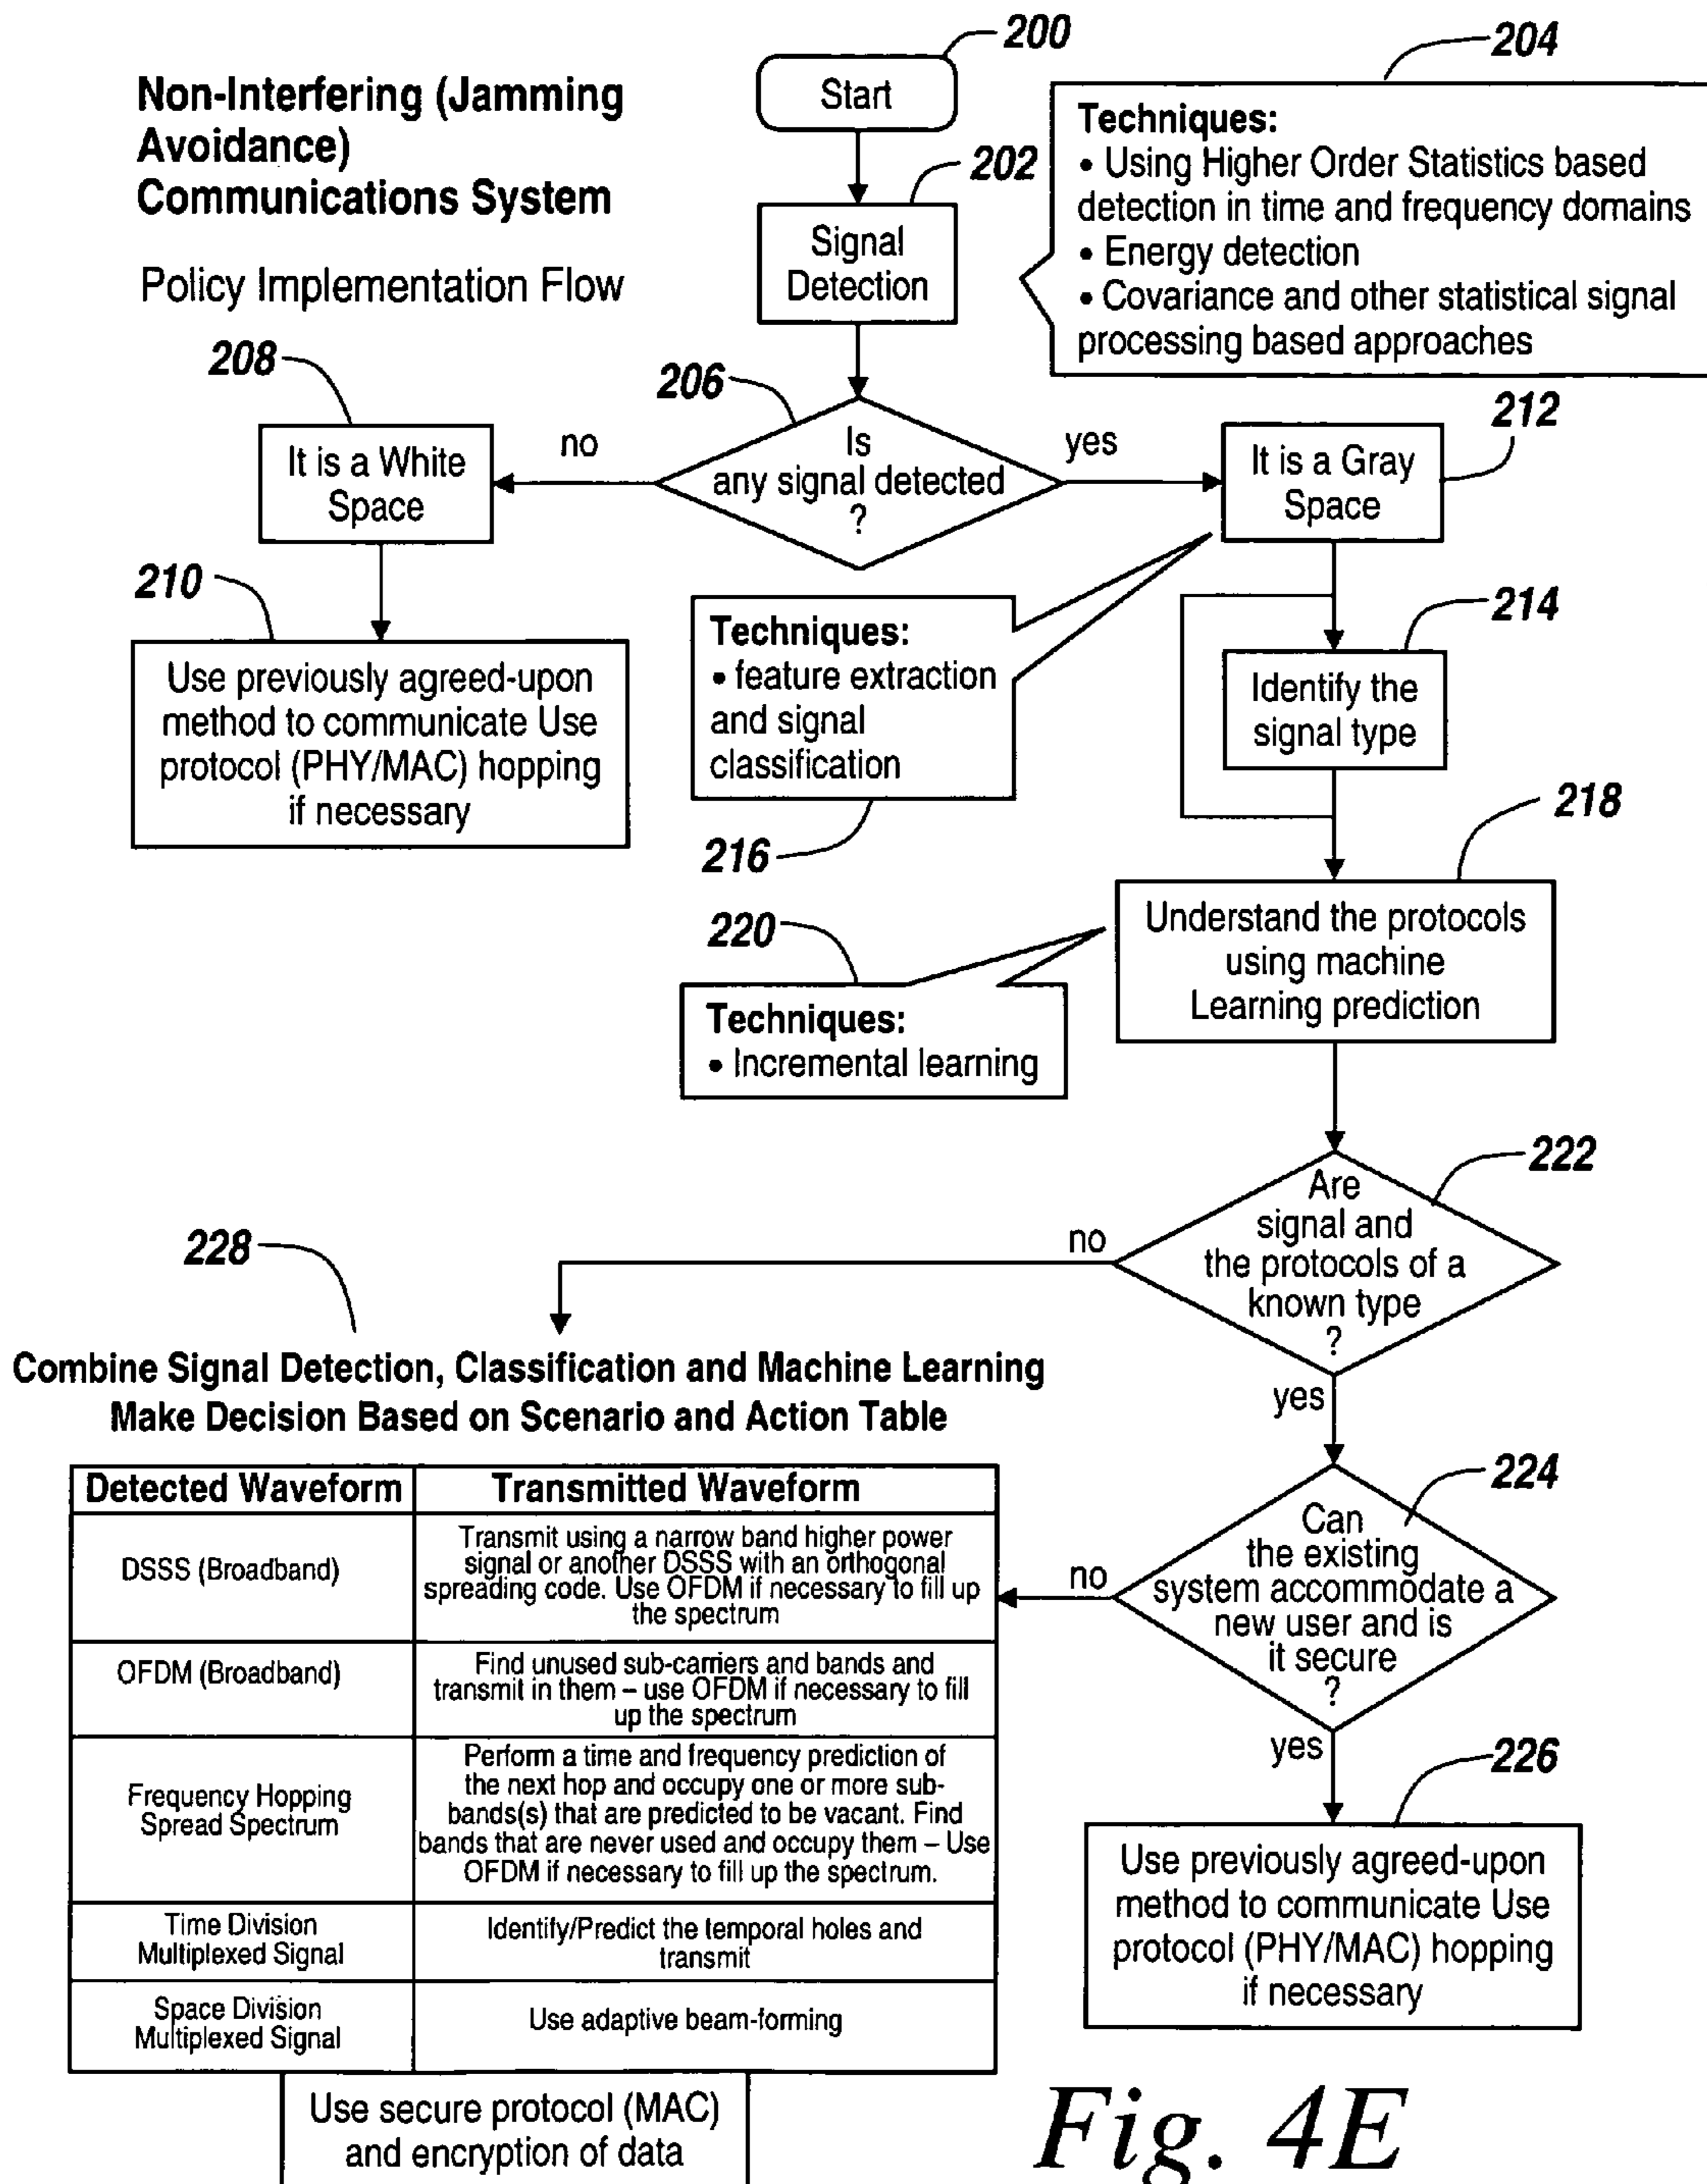 200
204
Non-Interfering (Jamming
Avoidance)
Communications System
Policy Implementation Flow
Start
Techniques:
• Using Higher Order Statistics based
detection in time and frequency domains
• Energy detection
• Covariance and other statistical signal
processing based approaches
202
Signal
Detection
208
206
212
It is a White
Space
no
Is
any signal detected
?
yes
It is a Gray
Space
210
Use previously agreed-upon
method to communicate Use
protocol (PHY/MAC) hopping
if necessary
Techniques:
• feature extraction
and signal
classification
216
214
Identify the
signal type
218
220
Techniques:
• Incremental learning
Understand the protocols
using machine
Learning prediction
222
Are
signal and
the protocols of a
known type
?
no
yes
228
Combine Signal Detection, Classification and Machine Learning
Make Decision Based on Scenario and Action Table
Detected Waveform
Transmitted Waveform
DSSS (Broadband)
Transmit using a narrow band higher power
signal or another DSSS with an orthogonal
spreading code. Use OFDM if necessary to fill up
the spectrum
OFDM (Broadband)
Find unused sub-carriers and bands and
transmit in them – use OFDM if necessary to fill
up the spectrum
Frequency Hopping
Spread Spectrum
Perform a time and frequency prediction of
the next hop and occupy one or more sub-
bands(s) that are predicted to be vacant. Find
bands that are never used and occupy them – Use
OFDM if necessary to fill up the spectrum.
Time Division
Multiplexed Signal
Identify/Predict the temporal holes and
transmit
Space Division
Multiplexed Signal
Use adaptive beam-forming
Use secure protocol (MAC)
and encryption of data
224
Can
the existing
system accommodate a
new user and is
it secure
?
no
yes
226
Use previously agreed-upon
method to communicate Use
protocol (PHY/MAC) hopping
if necessary
Fig. 4E